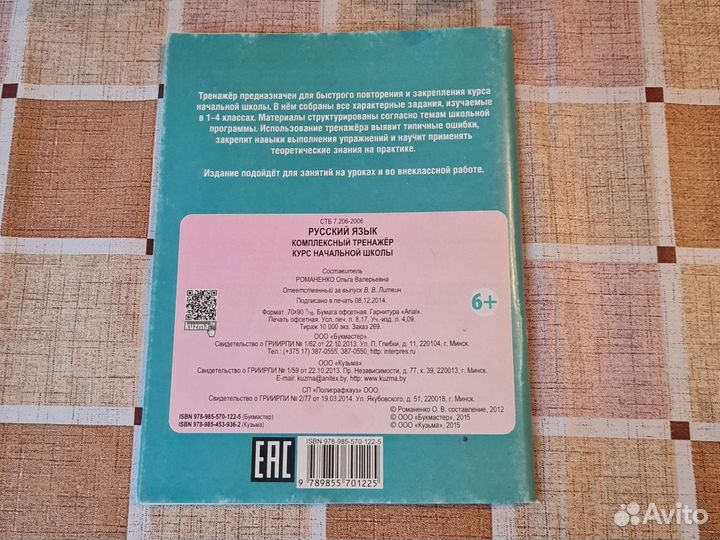 Тренажёр предназначен для быстрого повторения и закрепления курса
начальной школы. В нём собраны все характерные задания, изучаемые
в 1–4 классах. Материалы структурированы согласно темам школьной
программы. Использование тренажёра выявит типичные ошибки,
закрепит навыки выполнения упражнений и научит применять
теоретические знания на практике.
Издание подойдёт для занятий на уроках и во внеклассной работе.
СТБ 7.206-2006
РУССКИЙ ЯЗЫК
КОМПЛЕКСНЫЙ ТРЕНАЖЁР
КУРС НАЧАЛЬНОЙ ШКОЛЫ
Составитель
РОМАНЕНКО Ольга Валерьевна
Ответственный за выпуск В. В. Литвин
Подписано в печать 08.12.2014.
Формат 70х90 1/16. Бумага офсетная. Гарнитура «Arial».
Печать офсетная. Усл. печ. л. 8,17. Уч.-изд. л. 4,09.
Тираж 10 000 экз. Заказ 269.
kuzma
6+
ООО «Букмастер».
Свидетельство о ГРИИРПИ № 1/62 от 22.10.2013. Ул. П. Глебки, д. 11, 220104, г. Минск.
Тел.: (+375 17) 387-0555, 387-0550; http: interpres.ru
ООО «Кузьма».
Свидетельство о ГРИИРПИ № 1/59 от 22.10.2013. Пр. Независимости, д. 77, к. 39, 220013, г. Минск.
E-mail: kuzma@anitex.by, http: www.kuzma.by
СП «Полиграфхауз» ООО.
Свидетельство о ГРИИРПИ № 2/77 от 19.03.2014. Ул. Якубовского, д. 51, 220018, г. Минск.
© Романенко О. В. составление, 2012
© ООО «Букмастер», 2015
© ООО «Кузьма», 2015
ISBN 978-985-570-122-5 (Букмастер)
ISBN 978-985-453-936-2 (Кузьма)
EAC
ISBN 978-985-570-122-5
9 789855 701225
Avito